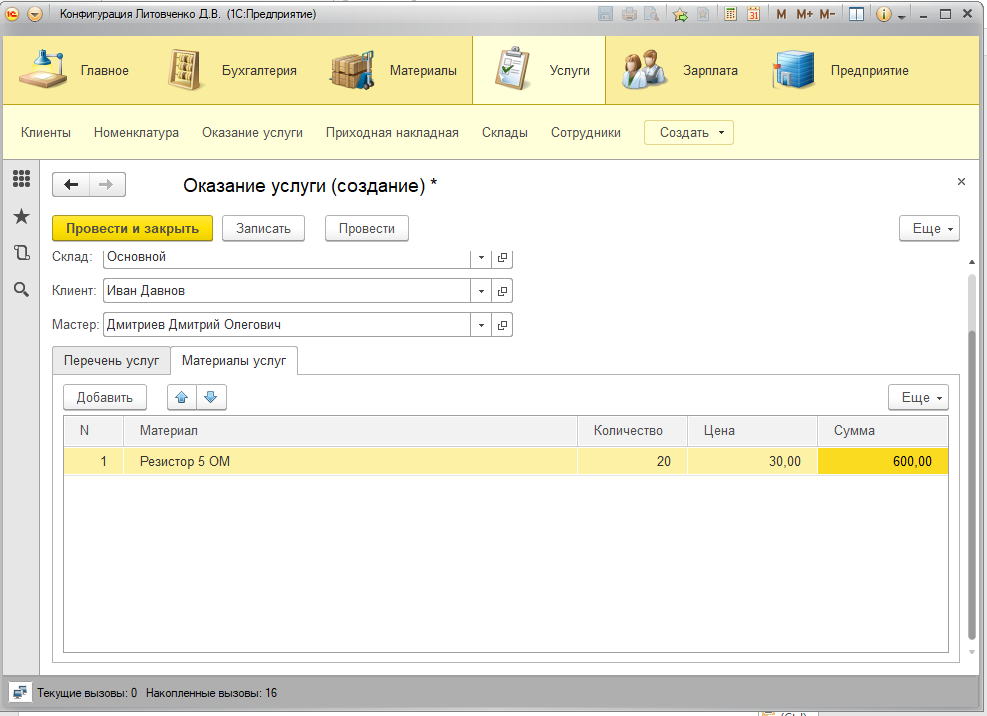 Конфигурация Литовченко Д.В. (1С:Предприятие)
31 M M+ M-
Главное Бухгалтерия Материалы Услуги Зарплата Предприятие
Клиенты Номенклатура Оказание услуги Приходная накладная Склады Сотрудники Создать
Оказание услуги (создание) *
Провести и закрыть Записать Провести Еще
Склад: Основной
Клиент: Иван Давнов
Мастер: Дмитриев Дмитрий Олегович
Перечень услуг Материалы услуг
Добавить Еще
N Материал Количество Цена Сумма
1 Резистор 5 ОМ 20 30,00 600,00
Текущие вызовы: 0 Накопленные вызовы: 16